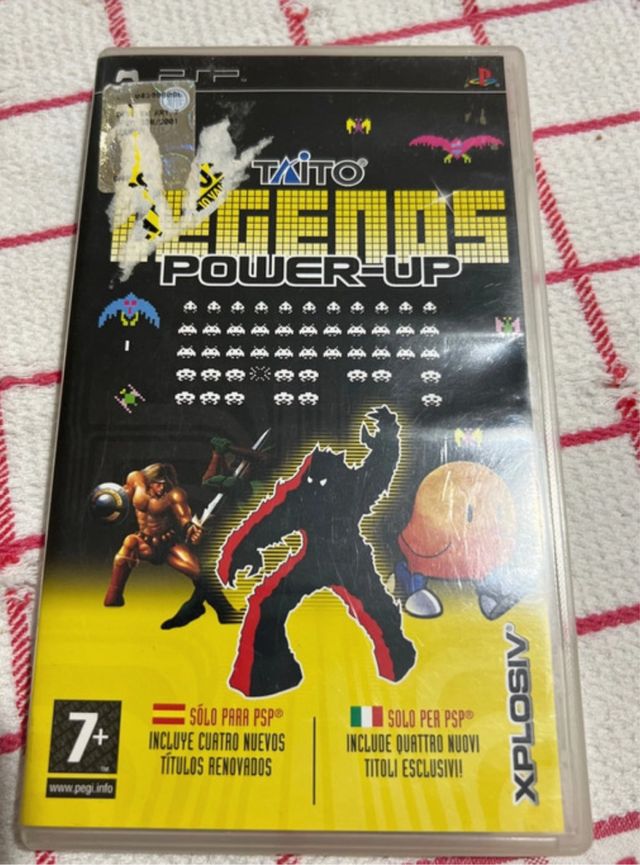 PSP
TAITO®
LEGENDS
POWER-UP
SÓLO PARA PSP®
INCLUYE CUATRO NUEVOS
TÍTULOS RENOVADOS
SOLO PER PSP®
INCLUDE QUATTRO NUOVI
TITOLI ESCLUSIVI!
7+
www.pegi.info
XPLOSIV